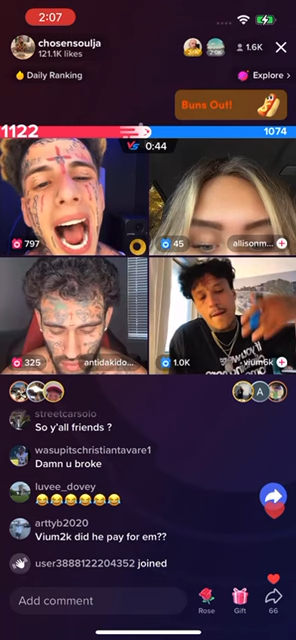 2:07
chosensoulja
121.1K likes
1.6K
Daily Ranking
Explore >
Buns Out!
1122
1074
VS 0:44
797
45 allisonm...
325 antidakido...
1.0K vium6k
streetcarsolo
So y'all friends ?
A
wasupitschristiantavare1
Damn u broke
luvee_dovey
😂😂😂😂😂😂
arttyb2020
Vium2k did he pay for em??
user3888122204352 joined
Add comment
Rose
Gift
66